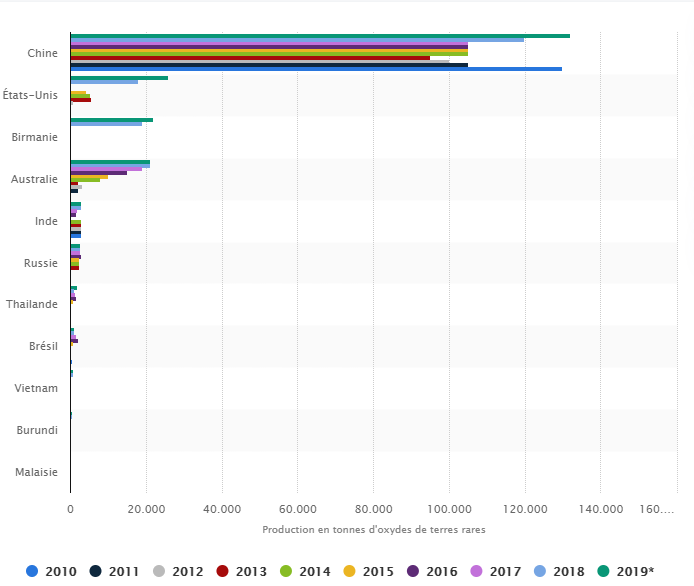 Chine
États-Unis
Birmanie
Australie
Inde
Russie
Thaïlande
Brésil
Vietnam
Burundi
Malaisie
0 20.000 40.000 60.000 80.000 100.000 120.000 140.000 160....
Production en tonnes d'oxydes de terres rares
2010 2011 2012 2013 2014 2015 2016 2017 2018 2019*